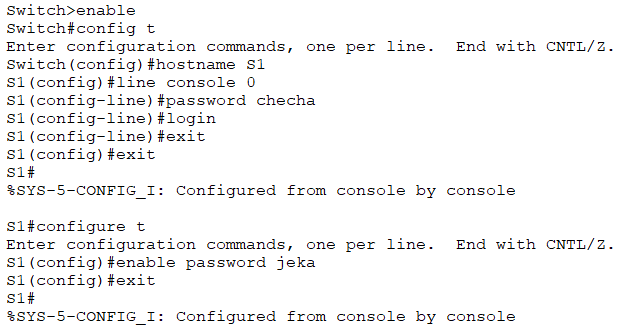 Switch>enable
Switch#config t
Enter configuration commands, one per line.  End with CNTL/Z.
Switch(config)#hostname S1
S1(config)#line console 0
S1(config-line)#password checha
S1(config-line)#login
S1(config-line)#exit
S1(config)#exit
S1#
%SYS-5-CONFIG_I: Configured from console by console

S1#configure t
Enter configuration commands, one per line.  End with CNTL/Z.
S1(config)#enable password jeka
S1(config)#exit
S1#
%SYS-5-CONFIG_I: Configured from console by console